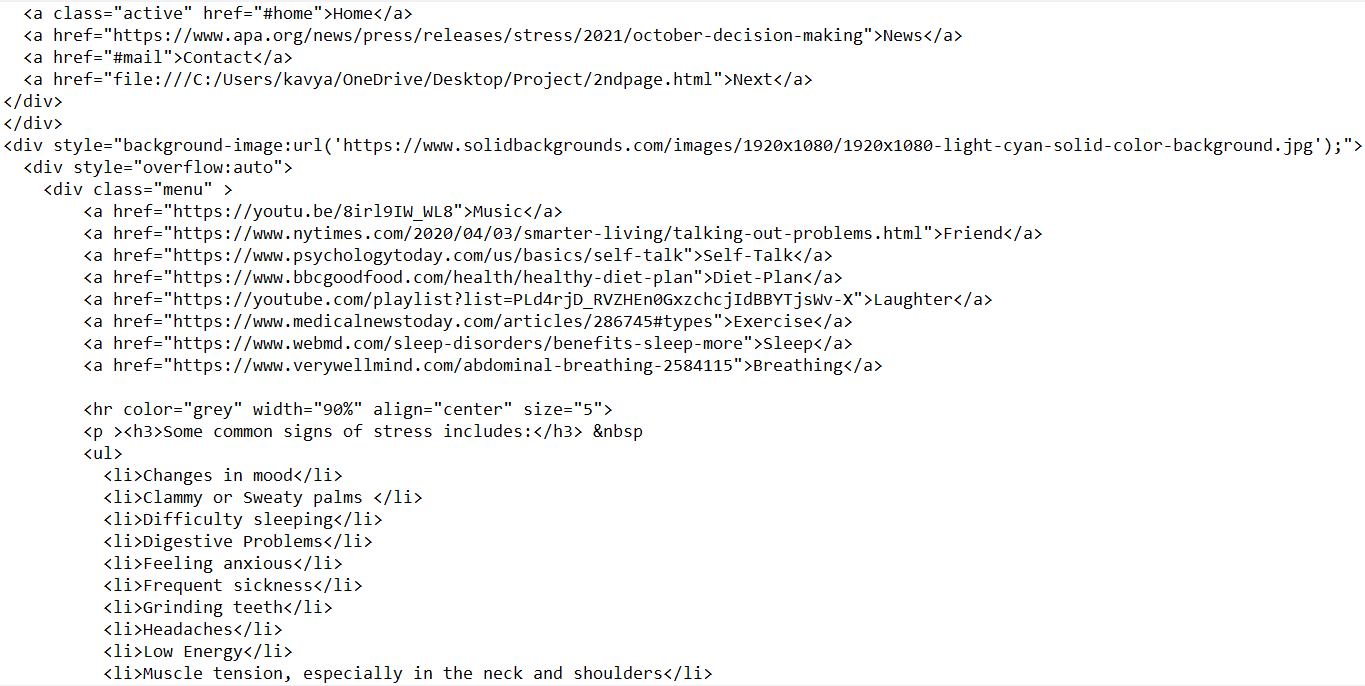 <a class="active" href="#home">Home</a>
<a href="https://www.apa.org/news/press/releases/stress/2021/october-decision-making">News</a>
<a href="#mail">Contact</a>
<a href="file:///C:/Users/kavya/OneDrive/Desktop/Project/2ndpage.html">Next</a>
</div>
</div>
<div style="background-image:url('https://www.solidbackgrounds.com/images/1920x1080/1920x1080-light-cyan-solid-color-background.jpg');">
<div style="overflow:auto">
<div class="menu" >
<a href="https://youtu.be/8irl9IW_WL8">Music</a>
<a href="https://www.nytimes.com/2020/04/03/smarter-living/talking-out-problems.html">Friend</a>
<a href="https://www.psychologytoday.com/us/basics/self-talk">Self-Talk</a>
<a href="https://www.bbcgoodfood.com/health/healthy-diet-plan">Diet-Plan</a>
<a href="https://youtube.com/playlist?list=PLd4rjD_RVZHEn0GxzchcjIdBBYTjsWv-X">Laughter</a>
<a href="https://www.medicalnewstoday.com/articles/286745#types">Exercise</a>
<a href="https://www.webmd.com/sleep-disorders/benefits-sleep-more">Sleep</a>
<a href="https://www.verywellmind.com/abdominal-breathing-2584115">Breathing</a>
<hr color="grey" width="90%" align="center" size="5">
<p ><h3>Some common signs of stress includes:</h3> &nbsp
<ul>
<li>Changes in mood</li>
<li>Clammy or Sweaty palms </li>
<li>Difficulty sleeping</li>
<li>Digestive Problems</li>
<li>Feeling anxious</li>
<li>Frequent sickness</li>
<li>Grinding teeth</li>
<li>Headaches</li>
<li>Low Energy</li>
<li>Muscle tension, especially in the neck and shoulders</li>